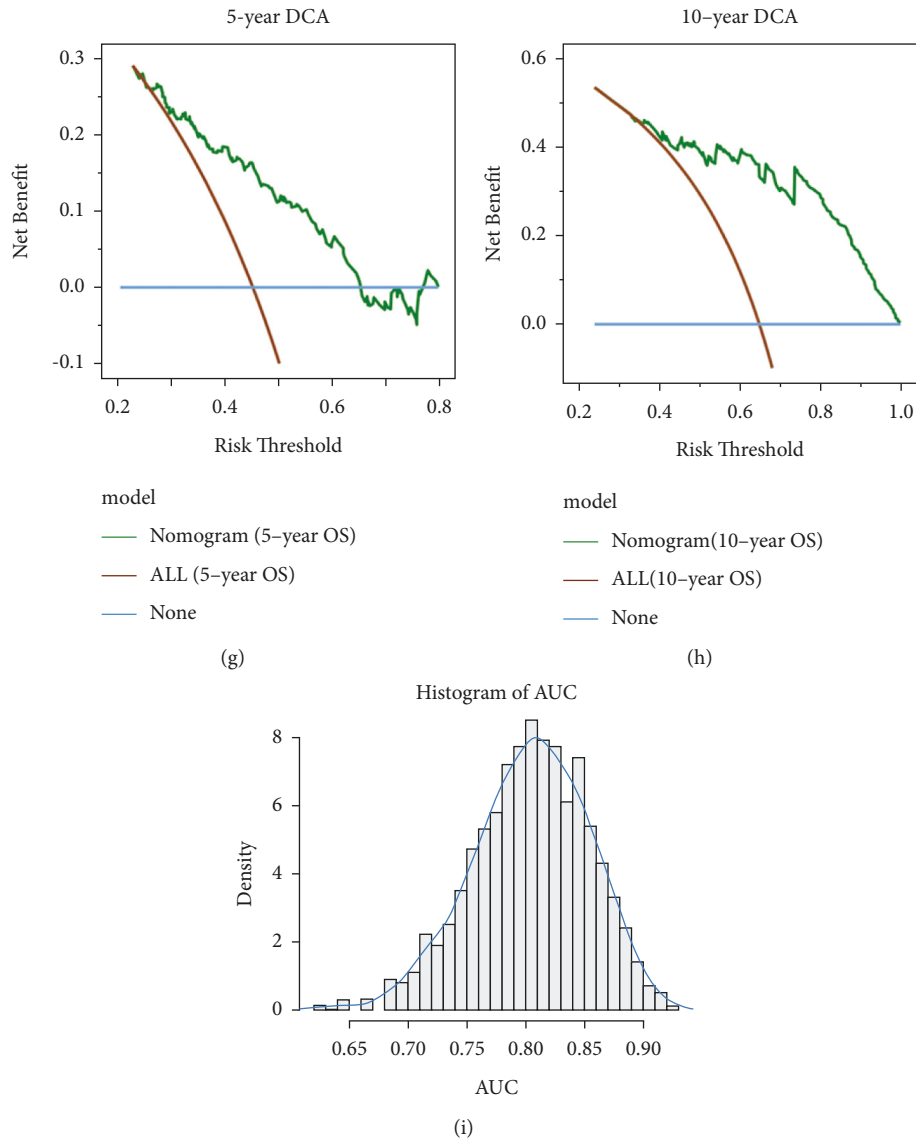 5-year DCA
0.3
0.2
0.1
0.0
-0.1
Net Benefit
0.2
0.4
0.6
0.8
Risk Threshold
model
Nomogram (5–year OS)
ALL (5–year OS)
None
(g)
10–year DCA
0.6
0.4
0.2
0.0
Net Benefit
0.2
0.4
0.6
0.8
1.0
Risk Threshold
model
Nomogram(10–year OS)
ALL(10–year OS)
None
(h)
Histogram of AUC
8
6
4
2
0
Density
0.65
0.70
0.75
0.80
0.85
0.90
AUC
(i)